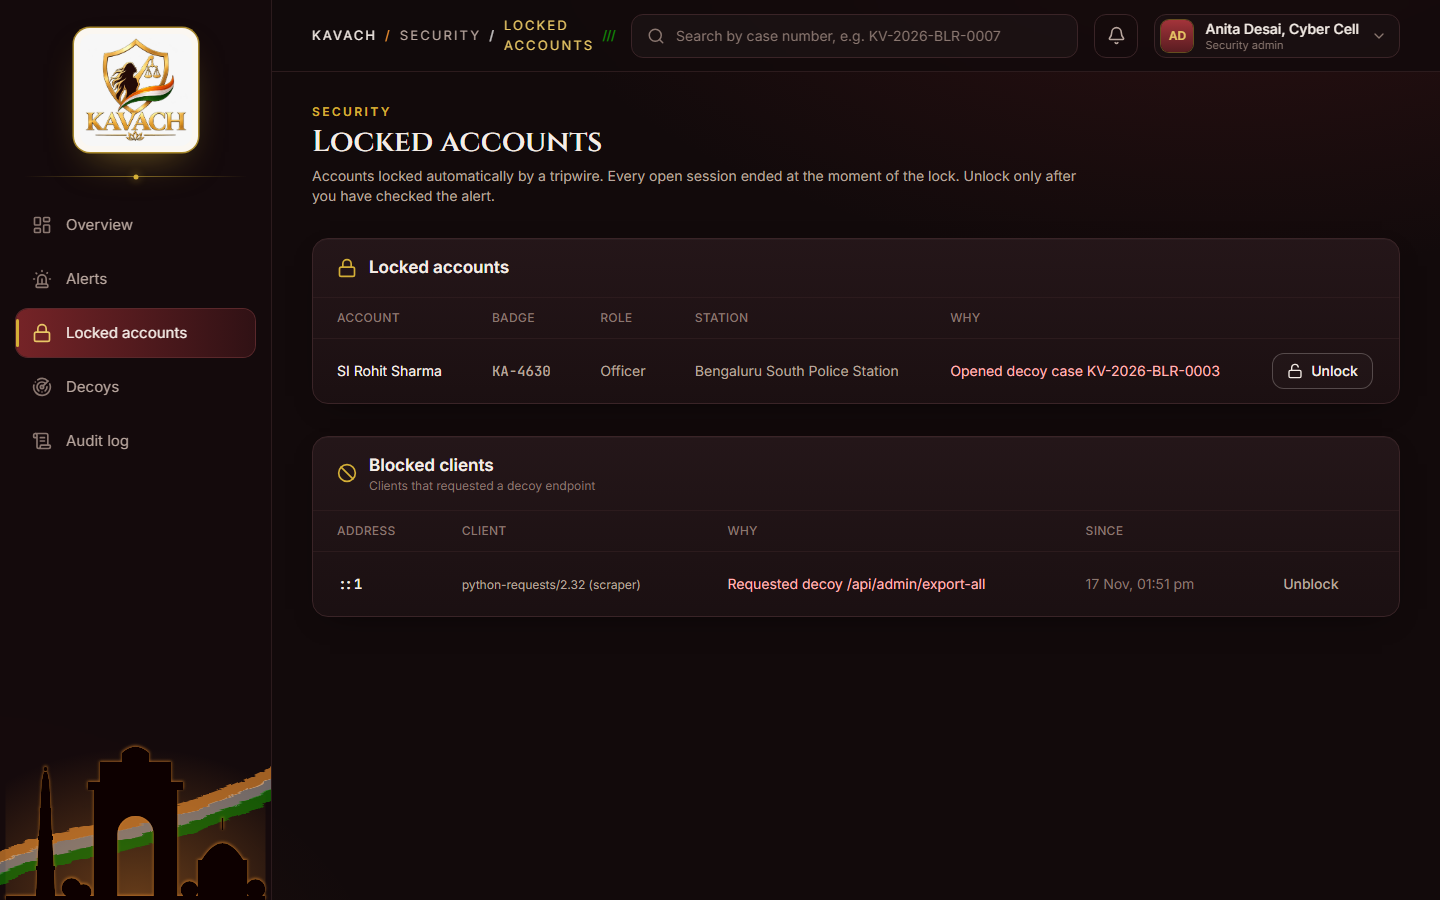 KAVACH
Overview
Alerts
Locked accounts
Decoys
Audit log
KAVACH / SECURITY / LOCKED ACCOUNTS ///
Search by case number, e.g. KV-2026-BLR-0007
AD
Anita Desai, Cyber Cell
Security admin
SECURITY
LOCKED ACCOUNTS
Accounts locked automatically by a tripwire. Every open session ended at the moment of the lock. Unlock only after
you have checked the alert.
Locked accounts
ACCOUNT BADGE ROLE STATION WHY
SI Rohit Sharma KA-4630 Officer Bengaluru South Police Station Opened decoy case KV-2026-BLR-0003 Unlock
Blocked clients
Clients that requested a decoy endpoint
ADDRESS CLIENT WHY SINCE
::1 python-requests/2.32 (scraper) Requested decoy /api/admin/export-all 17 Nov, 01:51 pm Unblock